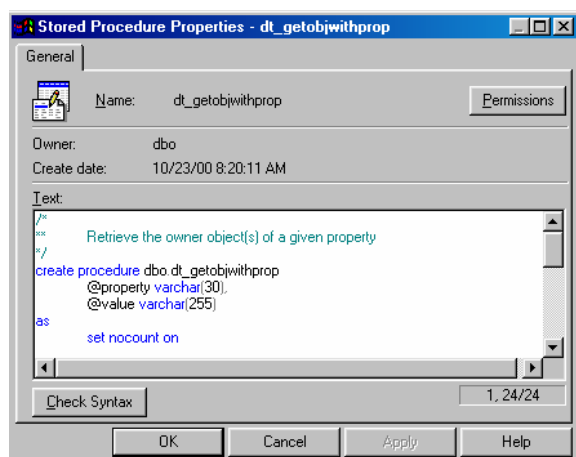 Stored Procedure Properties - dt_getobjwithprop
General
Name: dt_getobjwithprop
Permissions
Owner: dbo
Create date: 10/23/00 8:20:11 AM
Text:
/*
** Retrieve the owner object(s) of a given property
*/
create procedure dbo.dt_getobjwithprop
@property varchar(30),
@value varchar(255)
as
set nocount on
Check Syntax
1, 24/24
OK Cancel Apply Help